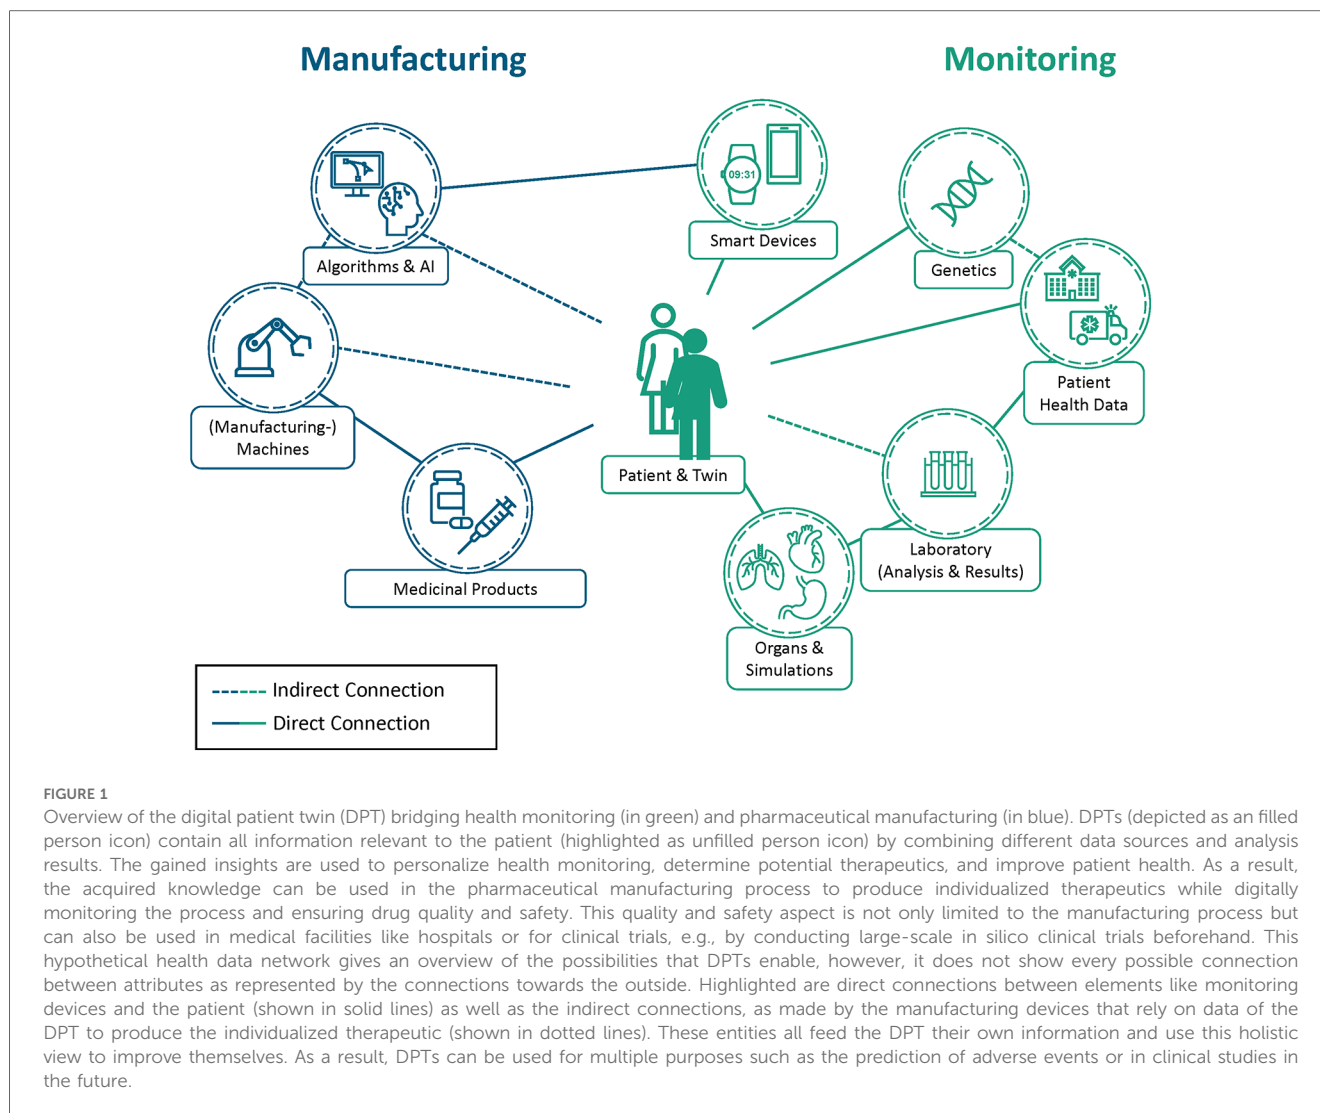 Manufacturing
Monitoring
09:31
Smart Devices
Algorithms & AI
Genetics
(Manufacturing-)
Machines
Patient
Health Data
Patient & Twin
Medicinal Products
Laboratory
(Analysis & Results)
Organs &
Simulations
Indirect Connection
Direct Connection
FIGURE 1
Overview of the digital patient twin (DPT) bridging health monitoring (in green) and pharmaceutical manufacturing (in blue). DPTs (depicted as an filled
person icon) contain all information relevant to the patient (highlighted as unfilled person icon) by combining different data sources and analysis
results. The gained insights are used to personalize health monitoring, determine potential therapeutics, and improve patient health. As a result,
the acquired knowledge can be used in the pharmaceutical manufacturing process to produce individualized therapeutics while digitally
monitoring the process and ensuring drug quality and safety. This quality and safety aspect is not only limited to the manufacturing process but
can also be used in medical facilities like hospitals or for clinical trials, e.g., by conducting large-scale in silico clinical trials beforehand. This
hypothetical health data network gives an overview of the possibilities that DPTs enable, however, it does not show every possible connection
between attributes as represented by the connections towards the outside. Highlighted are direct connections between elements like monitoring
devices and the patient (shown in solid lines) as well as the indirect connections, as made by the manufacturing devices that rely on data of the
DPT to produce the individualized therapeutic (shown in dotted lines). These entities all feed the DPT their own information and use this holistic
view to improve themselves. As a result, DPTs can be used for multiple purposes such as the prediction of adverse events or in clinical studies in
the future.